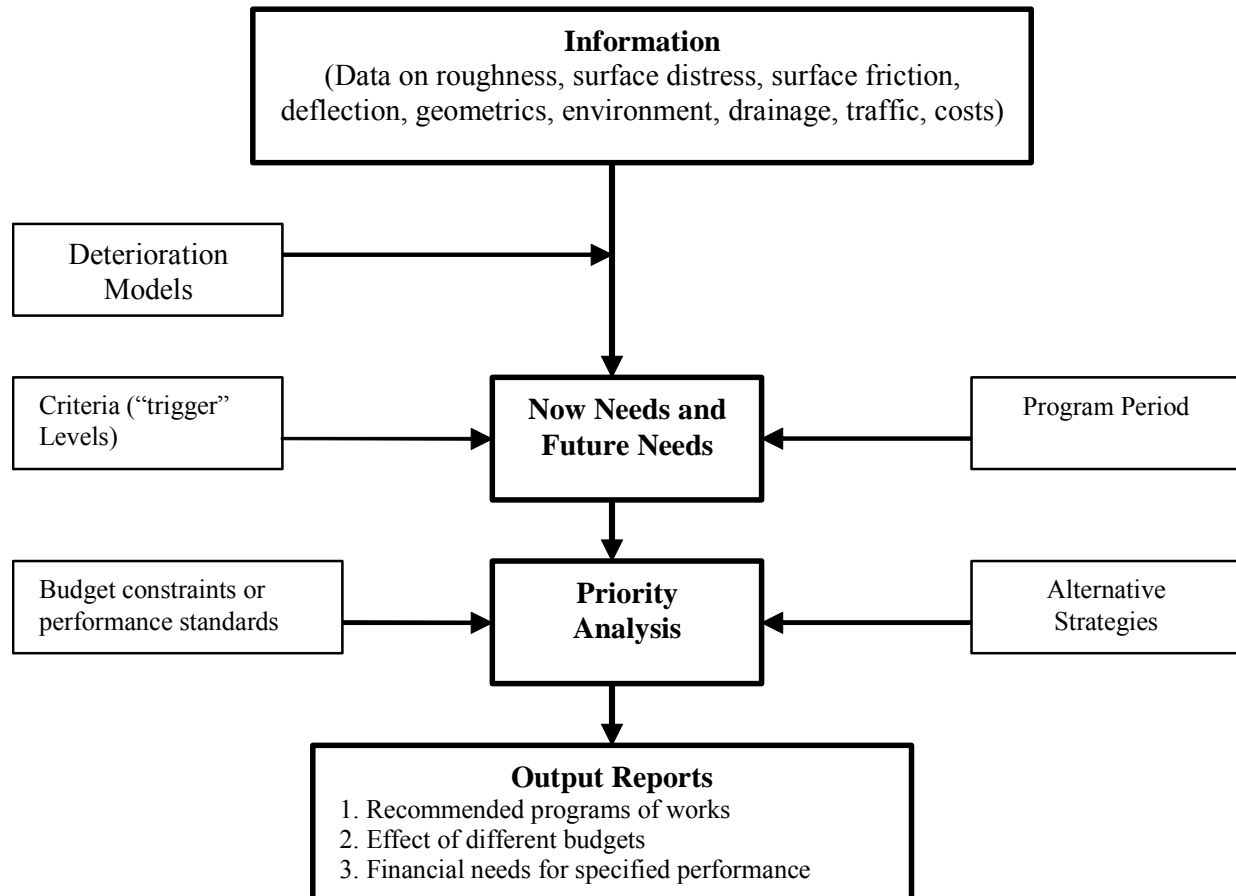 Information
(Data on roughness, surface distress, surface friction,
deflection, geometrics, environment, drainage, traffic, costs)
Deterioration
Models
Criteria (“trigger”
Levels)
Now Needs and
Future Needs
Program Period
Budget constraints or
performance standards
Priority
Analysis
Alternative
Strategies
Output Reports
1. Recommended programs of works
2. Effect of different budgets
3. Financial needs for specified performance